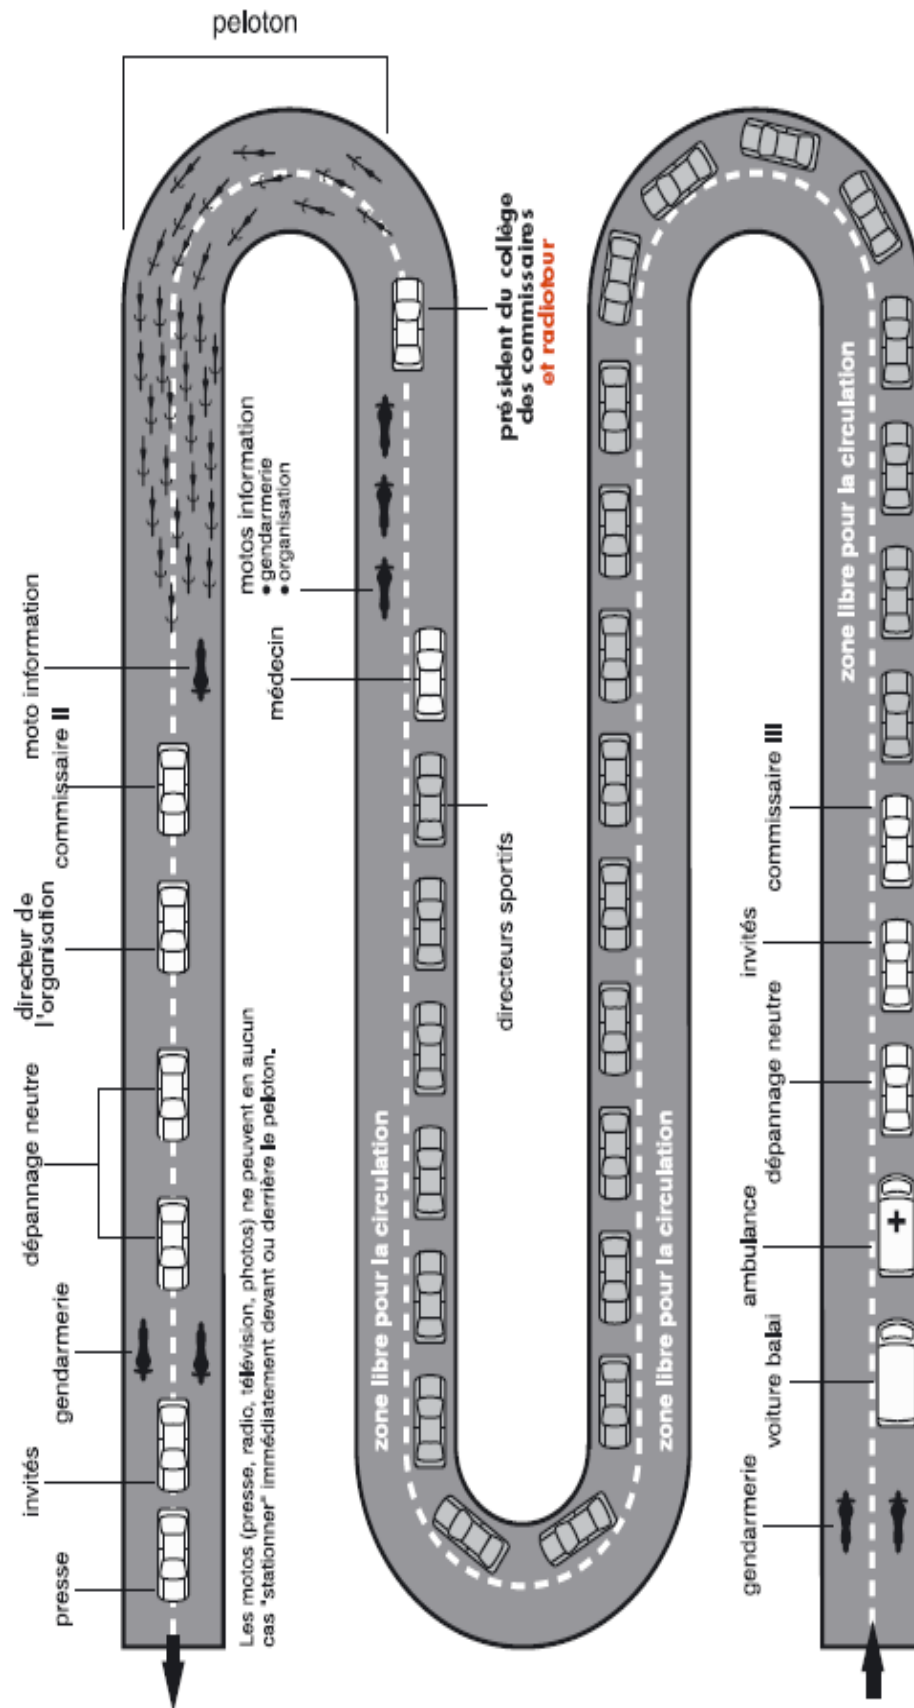 peloton
presse
invités
gendarmerie
dépannage neutre
directeur de
l'organisation
commissaire II
moto information
Les motos (presse, radio, télévision, photos) ne peuvent en aucun
cas "stationner" immédiatement devant ou derrière le peloton.
motos information
• gendarmerie
• organisation
médecin
président du collège
des commissaires
et radiotour
directeurs sportifs
zone libre pour la circulation
zone libre pour la circulation
zone libre pour la circulation
commissaire III
invités
dépannage neutre
ambulance
voiture balai
gendarmerie